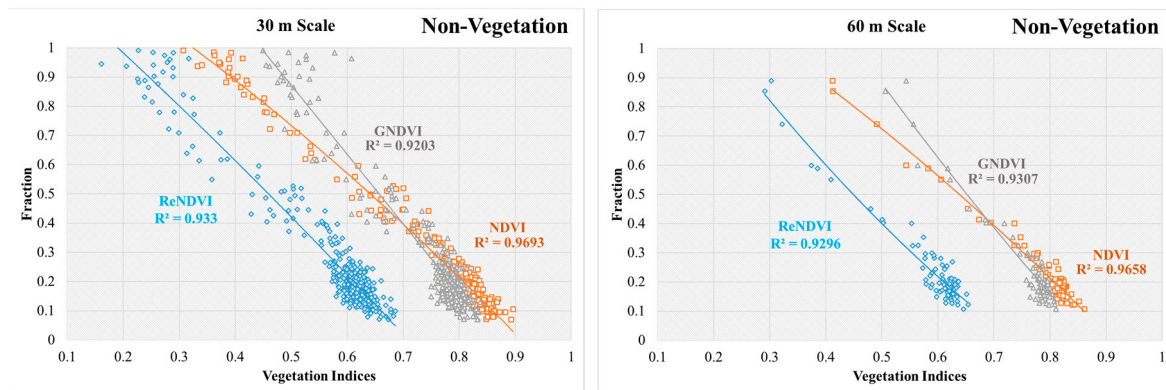 30 m Scale
Non-Vegetation
1
0.9
0.8
0.7
0.6
0.5
0.4
0.3
0.2
0.1
0
Fraction
GNDVI
R² = 0.9203
ReNDVI
R² = 0.933
NDVI
R² = 0.9693
0.1 0.2 0.3 0.4 0.5 0.6 0.7 0.8 0.9 1
Vegetation Indices
60 m Scale
Non-Vegetation
1
0.9
0.8
0.7
0.6
0.5
0.4
0.3
0.2
0.1
0
Fraction
GNDVI
R² = 0.9307
ReNDVI
R² = 0.9296
NDVI
R² = 0.9658
0.1 0.2 0.3 0.4 0.5 0.6 0.7 0.8 0.9 1
Vegetation Indices